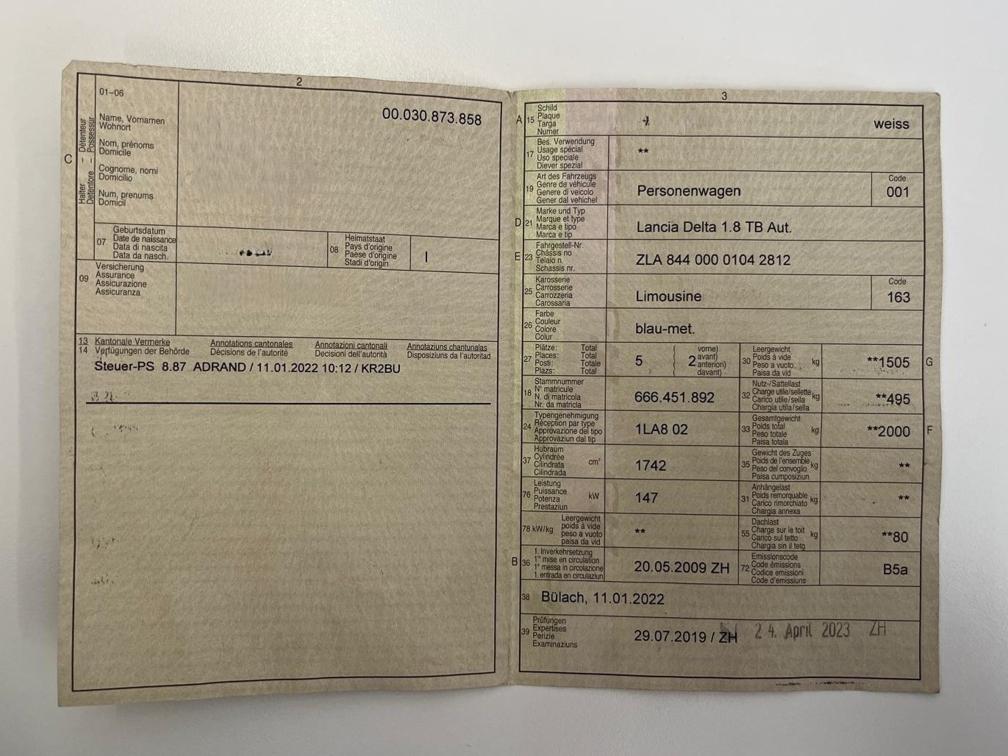 2
01–06
C
Halter – Détenteur
Detentore – Possessur
Name, Vornamen
Wohnort
Nom, prénoms
Domicile
Cognome, nomi
Domicilio
Num, prenums
Domicil
00.030.873.858
07
Geburtsdatum
Date de naissance
Data di nascita
Data da nasch.
08
Heimatstaat
Pays d'origine
Paese d'origine
Stadi d'origin
09
Versicherung
Assurance
Assicurazione
Assicuranza
13
14
Kantonale Vermerke
Verfügungen der Behörde
Annotations cantonales
Décisions de l'autorité
Annotazioni cantonali
Decisioni dell'autorità
Annotaziuns chantunalas
Disposiziuns da l'autoritad
Steuer-PS 8.87 ADRAND / 11.01.2022 10:12 / KR2BU
3
A 15
Schild
Plaque
Targa
Numer
weiss
17
Bes. Verwendung
Usage spécial
Uso speciale
Diever spezial
**
19
Art des Fahrzeugs
Genre de véhicule
Genere di veicolo
Gener dal vehichel
Personenwagen
Code
001
D 21
Marke und Typ
Marque et type
Marca e tipo
Marca e tip
Lancia Delta 1.8 TB Aut.
E 23
Fahrgestell-Nr.
Châssis no
Telaio n.
Schassis nr.
ZLA 844 000 0104 2812
25
Karosserie
Carrosserie
Carrozzeria
Carossaria
Limousine
Code
163
26
Farbe
Couleur
Colore
Colur
blau-met.
27
Plätze: Total
Places: Total
Posti: Totale
Plazs: Total
5
2
vorne)
avant)
anteriori)
davant)
30
Leergewicht
Poids à vide
Peso a vuoto
Paisa da vid
kg
**1505
G
18
Stammnummer
N° matricule
N. di matricola
Nr. da matricla
666.451.892
32
Nutz-/Sattellast
Charge utile/sellette
Carico utile/sella
Chargia utila/sella
kg
**495
24
Typengenehmigung
Réception par type
Approvazione del tipo
Approvaziun dal tip
1LA8 02
33
Gesamtgewicht
Poids total
Peso totale
Paisa totala
kg
**2000
F
37
Hubraum
Cylindrée
Cilindrata
Cilindrada
cm³
1742
35
Gewicht des Zuges
Poids de l'ensemble
Peso del convoglio
Paisa cumposiziun
kg
**
76
Leistung
Puissance
Potenza
Prestaziun
kW
147
31
Anhängelast
Poids remorquable
Carico rimorchiato
Chargia annexa
kg
**
78 kW/kg
Leergewicht
poids à vide
peso a vuoto
paisa da vid
**
55
Dachlast
Charge sur le toit
Carico sul tetto
Chargia sin il tetg
kg
**80
B 36
1. Inverkehrsetzung
1re mise en circulation
1a messa in circolazione
1. entrada en circulaziun
20.05.2009 ZH
72
Emissionscode
Code émissions
Codice emissioni
Code d'emissiuns
B5a
38
Bülach, 11.01.2022
39
Prüfungen
Expertises
Perizie
Examinaziuns
29.07.2019 / ZH
24. April 2023 ZH